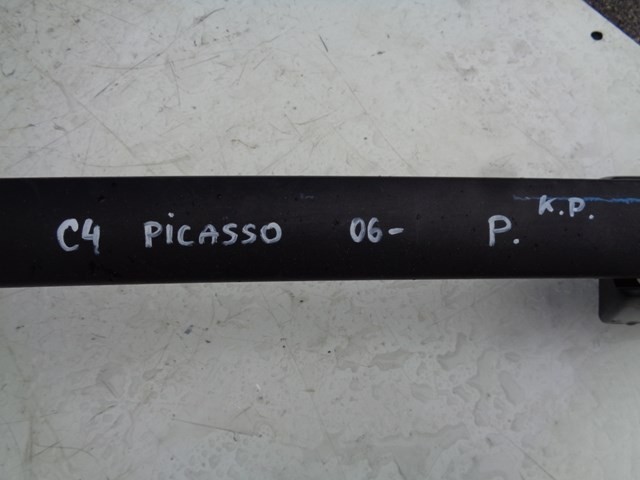 C4 PICASSO 06- P. K.P.